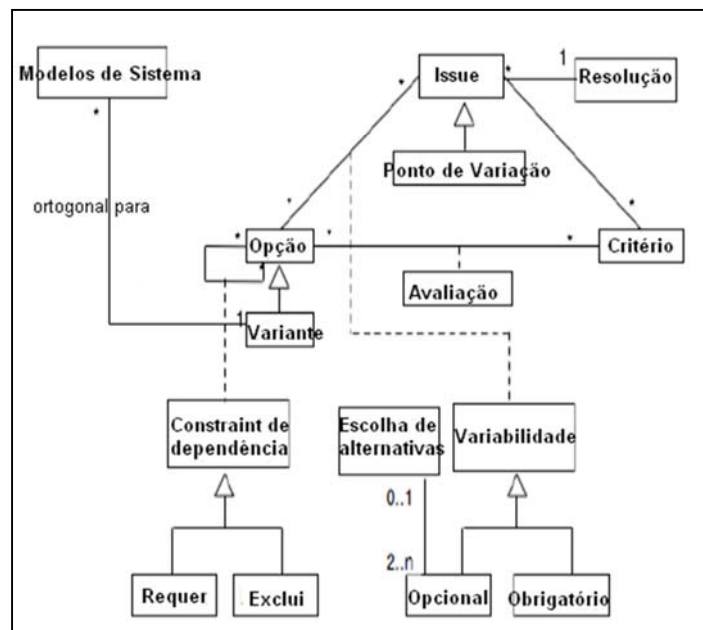 Modelos de Sistema
*
Issue
*
*
1
Resolução
Ponto de Variação
ortogonal para
*
*
*
Opção
*
*
*
Critério
Avaliação
1
Variante
Constraint de
dependência
Escolha de
alternativas
Variabilidade
0..1
2..n
Requer
Exclui
Opcional
Obrigatório